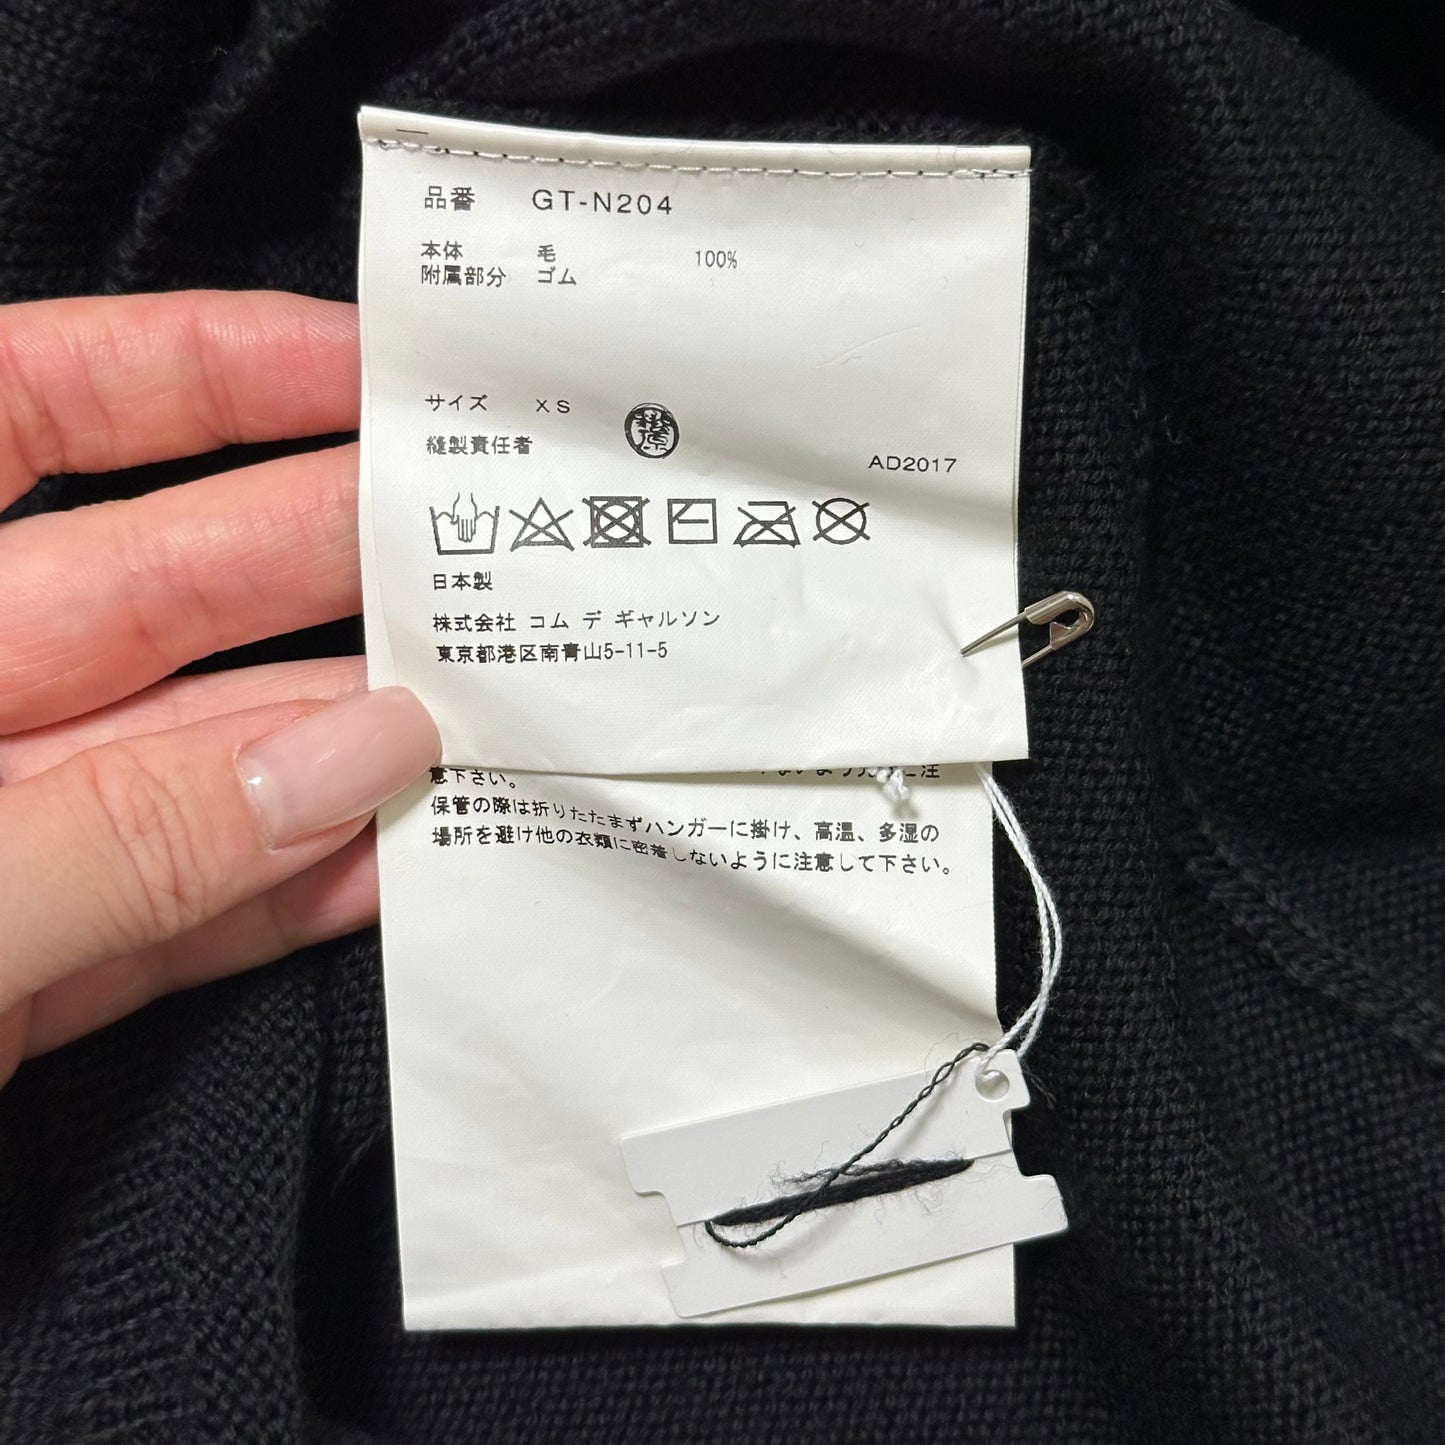 品番 GT-N204
本体 毛 100%
附属部分 ゴム
サイズ XS
縫製責任者
AD2017
日本製
株式会社 コム デ ギャルソン
東京都港区南青山5-11-5
意下さい。
保管の際は折りたたまずハンガーに掛け、高温、多湿の
場所を避け他の衣類に密着しないように注意して下さい。